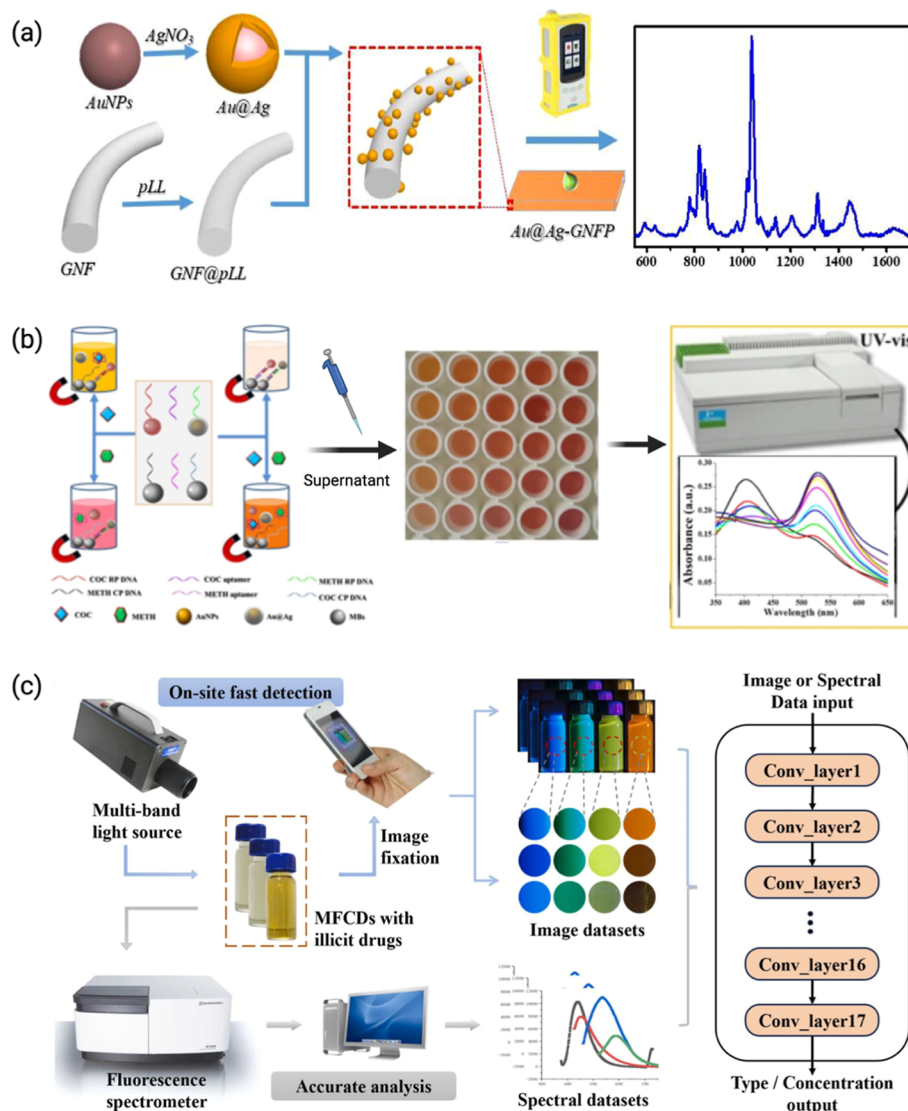 (a)
AgNO₃
AuNPs
Au@Ag
pLL
GNF
GNF@pLL
Au@Ag-GNFP
600 800 1000 1200 1400 1600
(b)
COC
METH
COC
METH
Supernatant
UV-vis
0.30
0.25
0.20
0.15
0.10
0.05
Absorbance (a.u.)
350 400 450 500 550 600 650
Wavelength (nm)
COC RP DNA COC aptamer METH RP DNA
METH CP DNA METH aptamer COC CP DNA
COC METH AuNPs Au@Ag MBs
(c)
On-site fast detection
Multi-band
light source
Image
fixation
MFCDs with
illicit drugs
Image datasets
Fluorescence
spectrometer
Accurate analysis
Spectral datasets
Image or Spectral
Data input
Conv_layer1
Conv_layer2
Conv_layer3
Conv_layer16
Conv_layer17
Type / Concentration
output